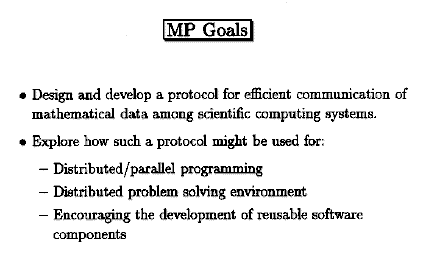 MP Goals
• Design and develop a protocol for efficient communication of
mathematical data among scientific computing systems.
• Explore how such a protocol might be used for:
– Distributed/parallel programming
– Distributed problem solving environment
– Encouraging the development of reusable software
components